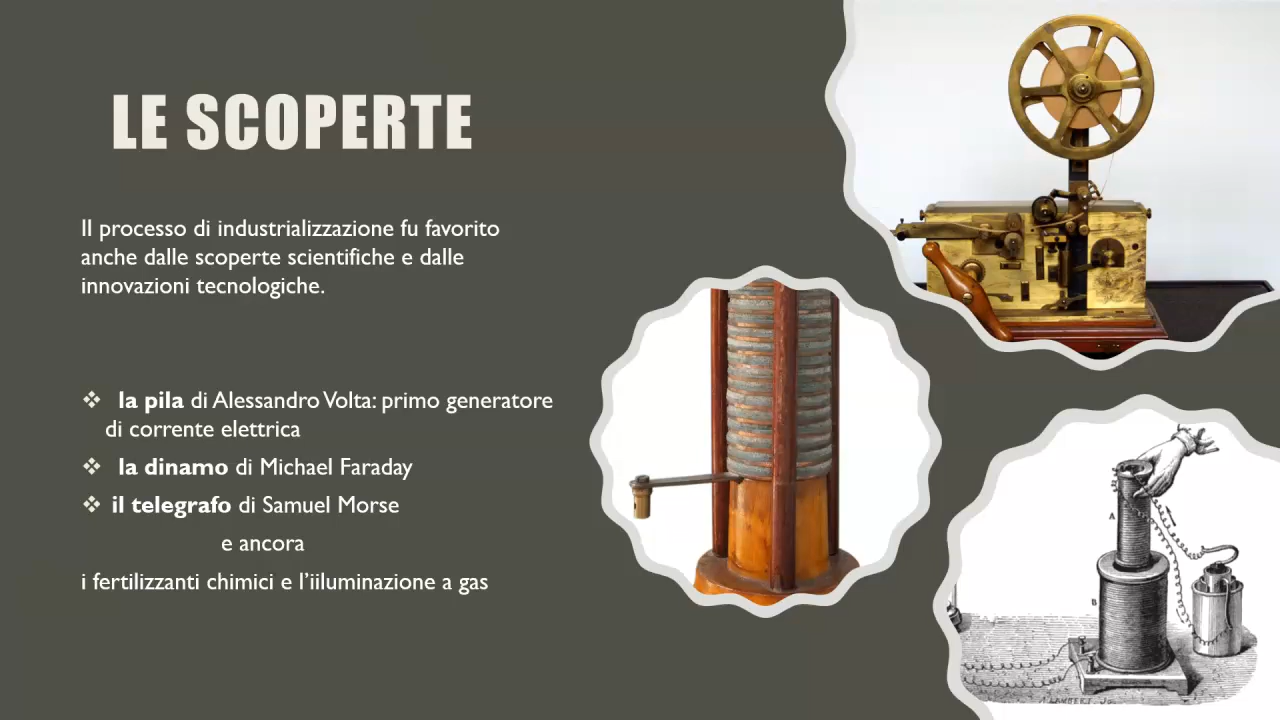 LE SCOPERTE
Il processo di industrializzazione fu favorito
anche dalle scoperte scientifiche e dalle
innovazioni tecnologiche.
❖ la pila di Alessandro Volta: primo generatore
di corrente elettrica
❖ la dinamo di Michael Faraday
❖ il telegrafo di Samuel Morse
e ancora
i fertilizzanti chimici e l’iiluminazione a gas
A
B